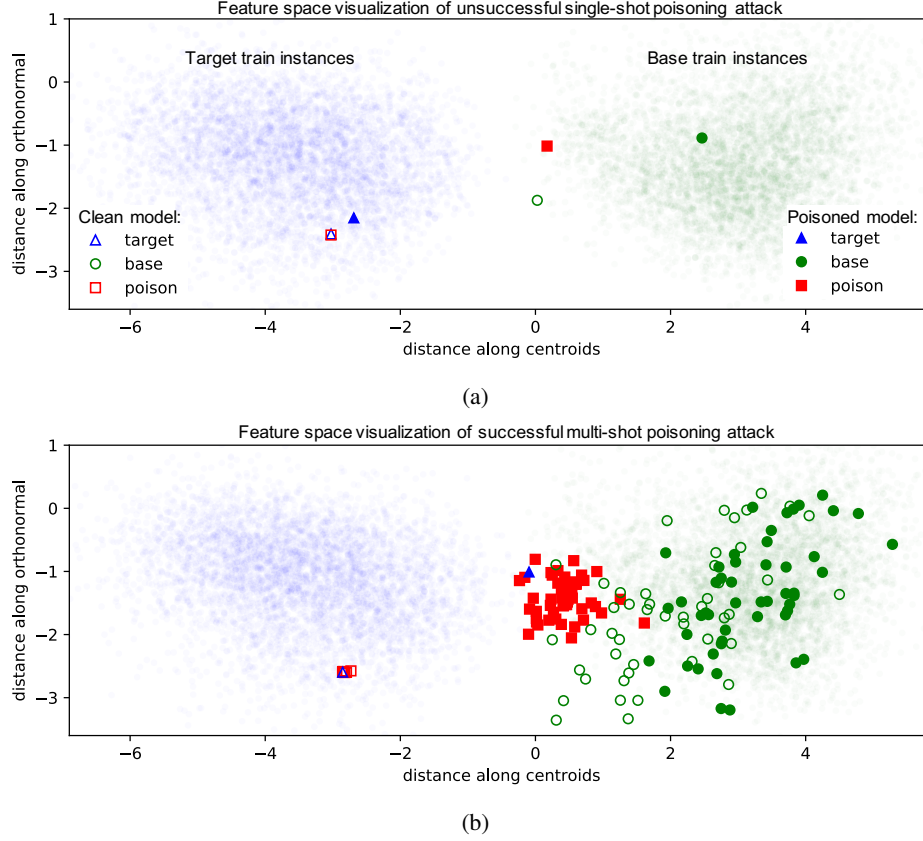 Feature space visualization of unsuccessful single-shot poisoning attack
1
0
−1
−2
−3
distance along orthonormal
Target train instances
Base train instances
Clean model:
target
base
poison
Poisoned model:
target
base
poison
−6 −4 −2 0 2 4
distance along centroids
(a)
Feature space visualization of successful multi-shot poisoning attack
1
0
−1
−2
−3
distance along orthonormal
−6 −4 −2 0 2 4
distance along centroids
(b)